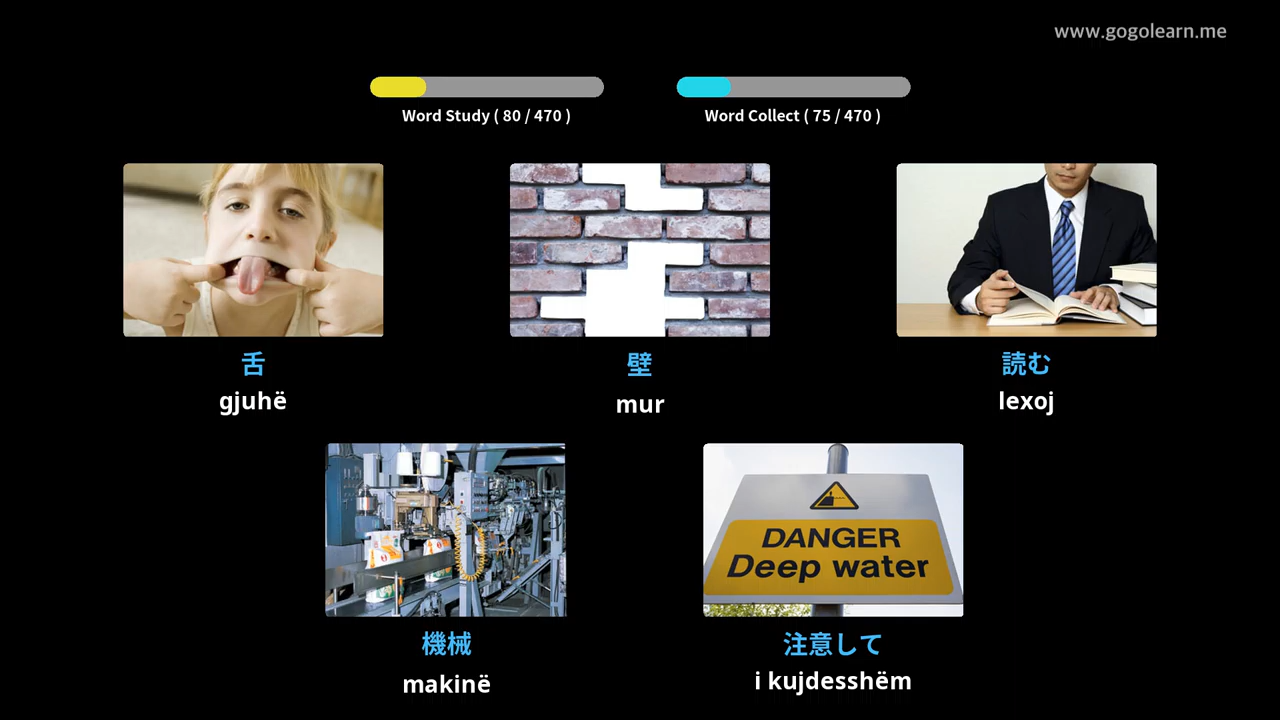 www.gogolearn.me
Word Study ( 80 / 470 )
Word Collect ( 75 / 470 )
舌
gjuhë
壁
mur
読む
lexoj
機械
makinë
DANGER
Deep water
注意して
i kujdesshëm